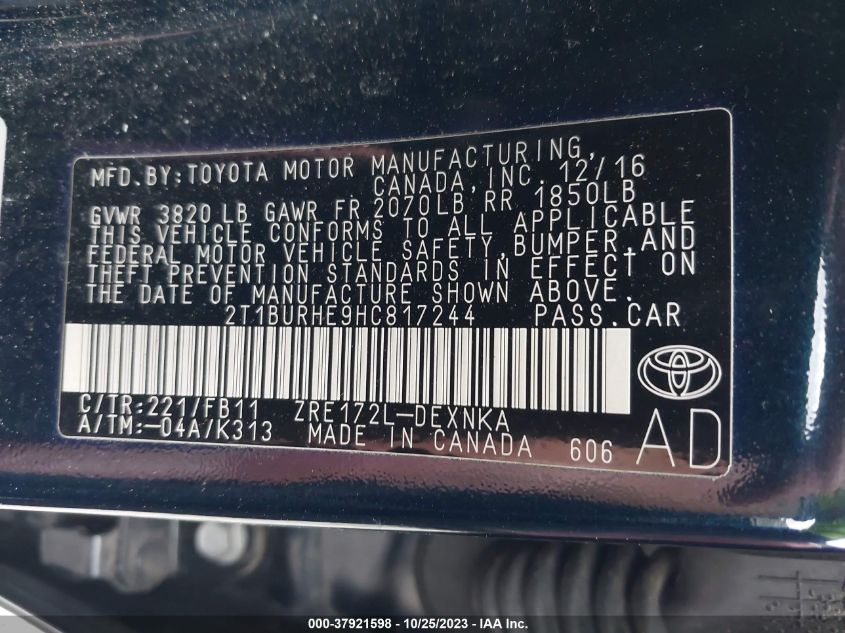 MFD.BY:TOYOTA MOTOR MANUFACTURING,
CANADA,INC. 12/16
GVWR 3820 LB GAWR FR 2070LB RR 1850LB
THIS VEHICLE CONFORMS TO ALL APPLICABLE
FEDERAL MOTOR VEHICLE SAFETY,BUMPER,AND
THEFT PREVENTION STANDARDS IN EFFECT ON
THE DATE OF MANUFACTURE SHOWN ABOVE.
2T1BURHE9HC817244 PASS.CAR
C/TR:221/FB11 ZRE172L-DEXNKA
A/TM:-04A/K313 MADE IN CANADA 606 AD
000-37921598 - 10/25/2023 - IAA Inc.